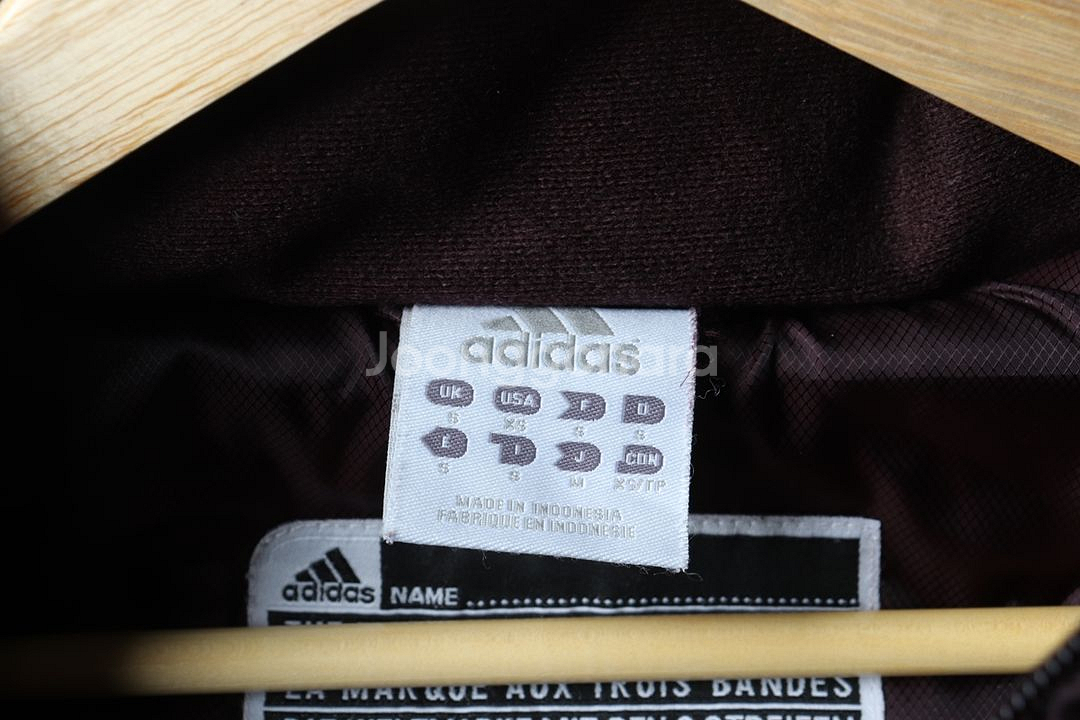 adidas
UK USA F D
S XS S S
E I J CDN
S S M XS/TP
MADE IN INDONESIA
FABRIQUE EN INDONESIE
adidas NAME
THE
LA MARQUE AUX TROIS BANDES